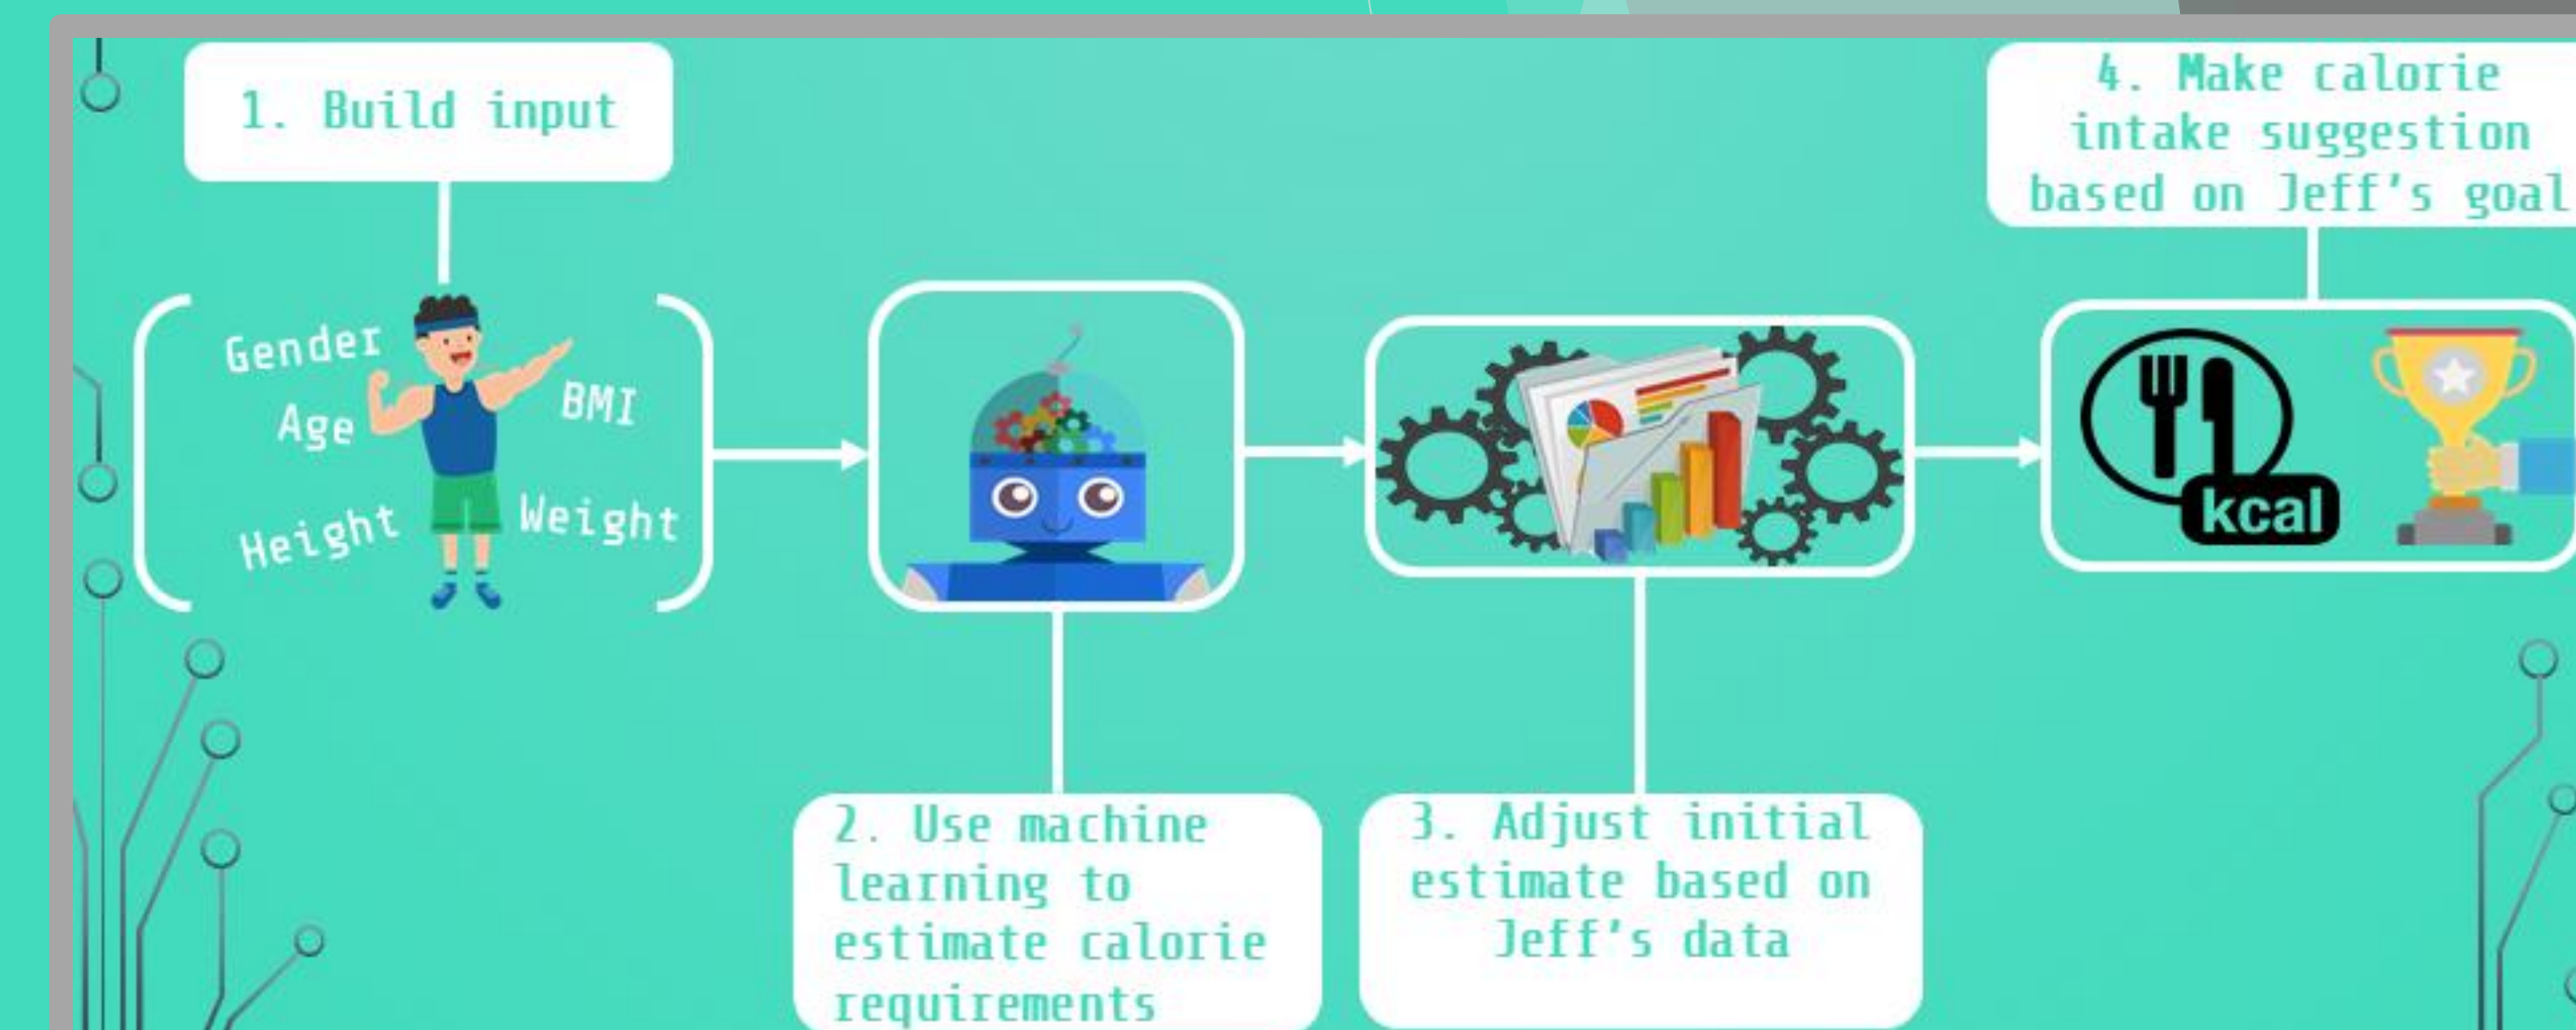 1. Build input
4. Make calorie
intake suggestion
based on Jeff's goal
Gender
Age
BMI
Height
Weight
kcal
2. Use machine
learning to
estimate calorie
requirements
3. Adjust initial
estimate based on
Jeff's data